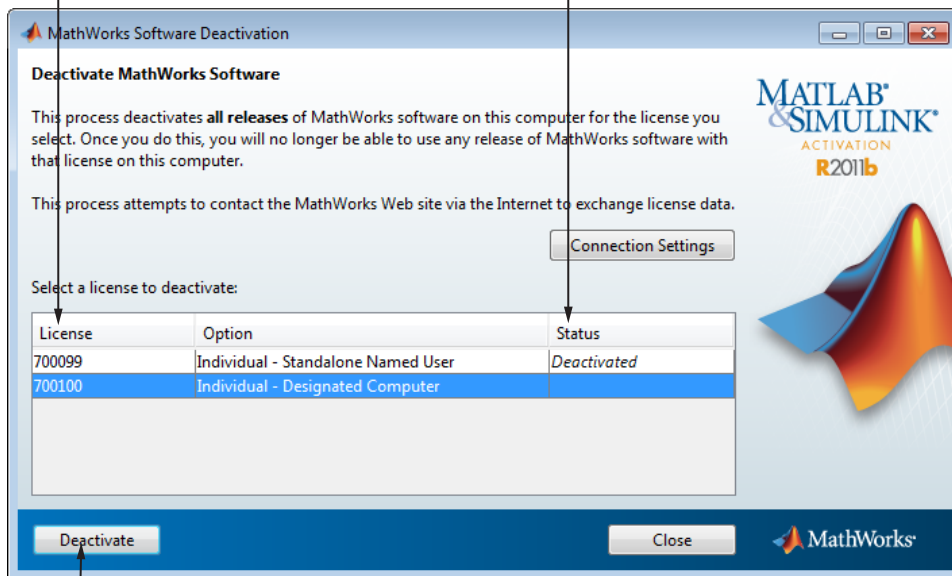 MathWorks Software Deactivation
Deactivate MathWorks Software
This process deactivates all releases of MathWorks software on this computer for the license you
select. Once you do this, you will no longer be able to use any release of MathWorks software with
that license on this computer.
This process attempts to contact the MathWorks Web site via the Internet to exchange license data.
Connection Settings
Select a license to deactivate:
License Option Status
700099 Individual - Standalone Named User Deactivated
700100 Individual - Designated Computer
Deactivate Close
MATLAB®
&SIMULINK®
ACTIVATION
R2011b
MathWorks®